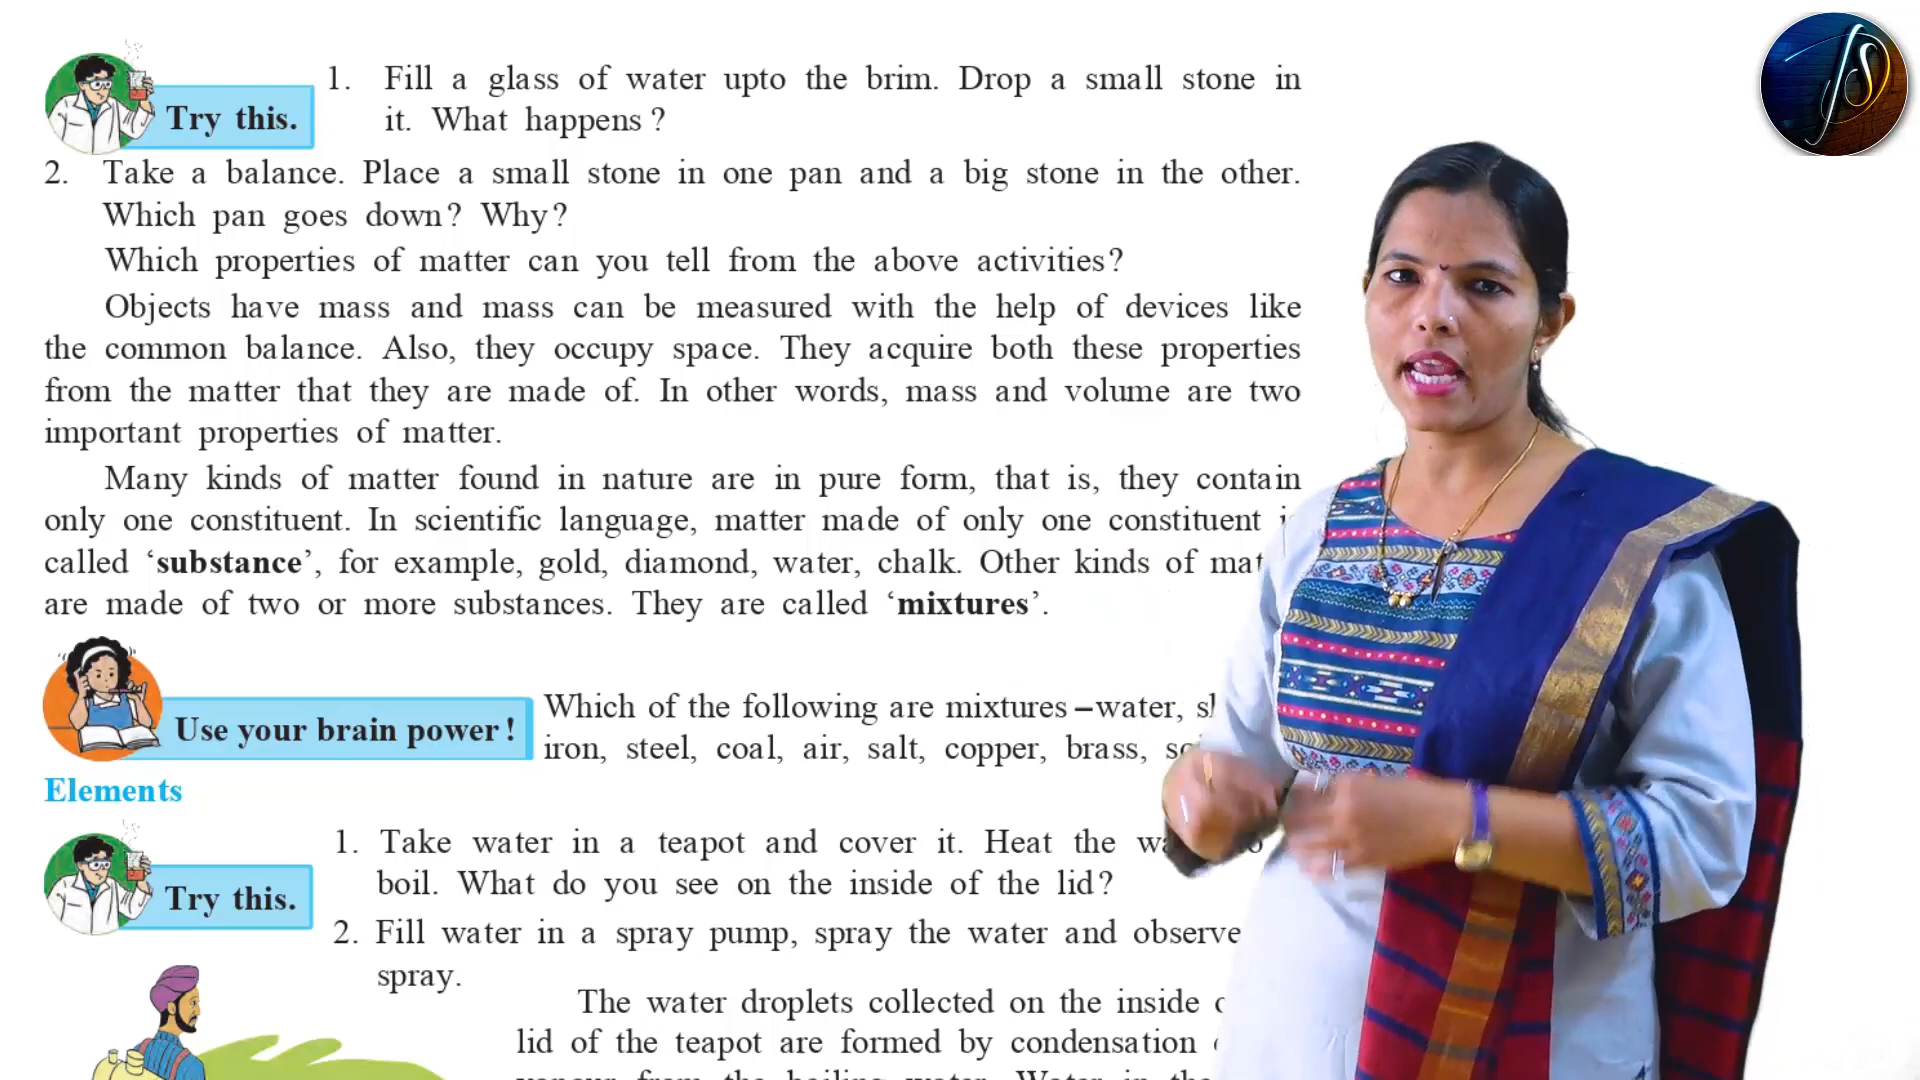 Try this.
1. Fill a glass of water upto the brim. Drop a small stone in
it. What happens ?
2. Take a balance. Place a small stone in one pan and a big stone in the other.
Which pan goes down? Why?
Which properties of matter can you tell from the above activities?
Objects have mass and mass can be measured with the help of devices like
the common balance. Also, they occupy space. They acquire both these properties
from the matter that they are made of. In other words, mass and volume are two
important properties of matter.
Many kinds of matter found in nature are in pure form, that is, they contain
only one constituent. In scientific language, matter made of only one constituent
called ‘substance’, for example, gold, diamond, water, chalk. Other kinds of
are made of two or more substances. They are called ‘mixtures’.
Use your brain power !
Which of the following are mixtures – water,
iron, steel, coal, air, salt, copper, brass,
Elements
Try this.
1. Take water in a teapot and cover it. Heat the
boil. What do you see on the inside of the lid?
2. Fill water in a spray pump, spray the water and observe
spray.
The water droplets collected on the inside
lid of the teapot are formed by condensation
vapour from the boiling water. Water in the